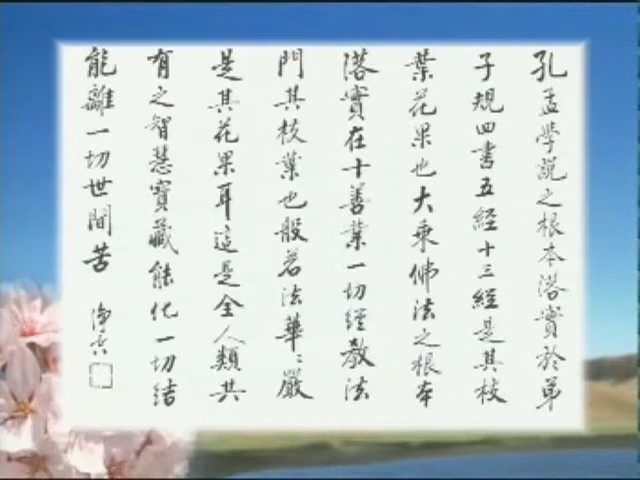 孔孟學說之根本落實於弟
子規四書五經十三經是其枝
葉花果也大乘佛法之根本
落實在十善業一切經教法
門其枝葉也般若法華華嚴
是其花果耳這是全人類共
有之智慧寶藏能化一切結
能離一切世間苦